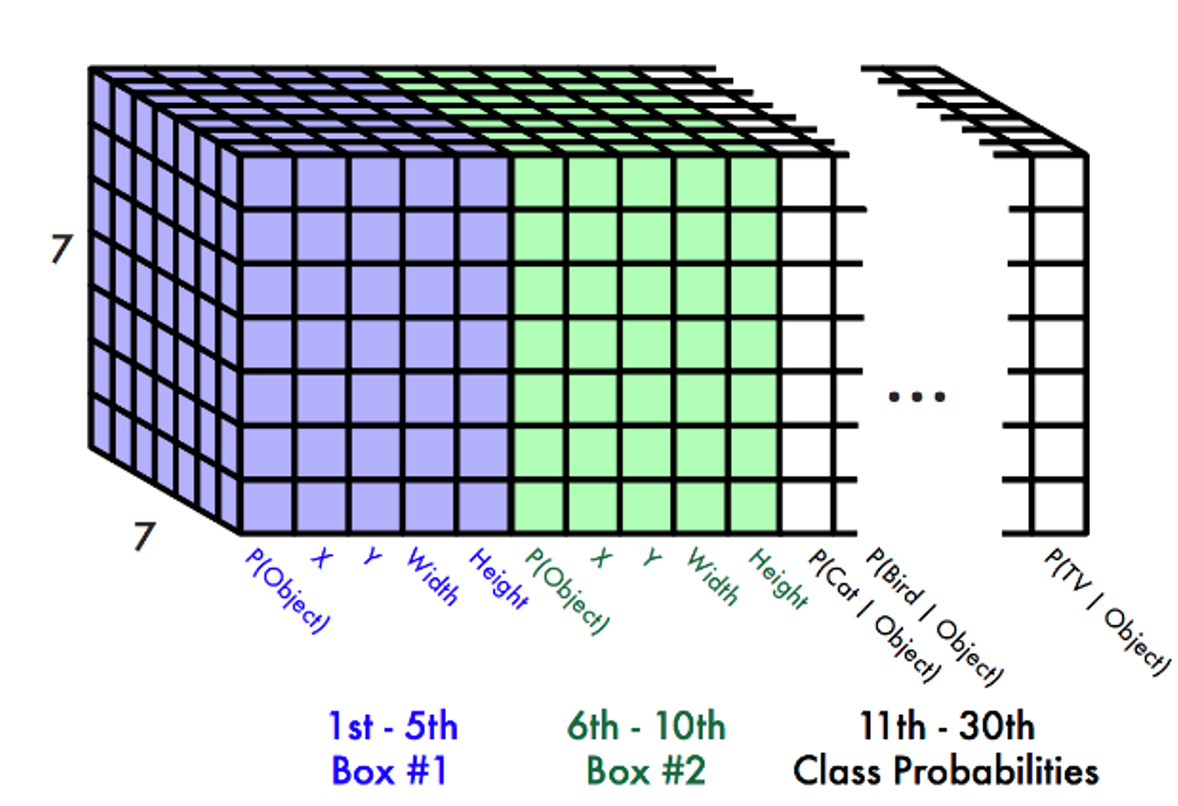 7
7
P(Object)
X
Y
Width
Height
P(Object)
X
Y
Width
Height
P(Cat | Object)
P(Bird | Object)
...
P(TV | Object)
1st - 5th
Box #1
6th - 10th
Box #2
11th - 30th
Class Probabilities